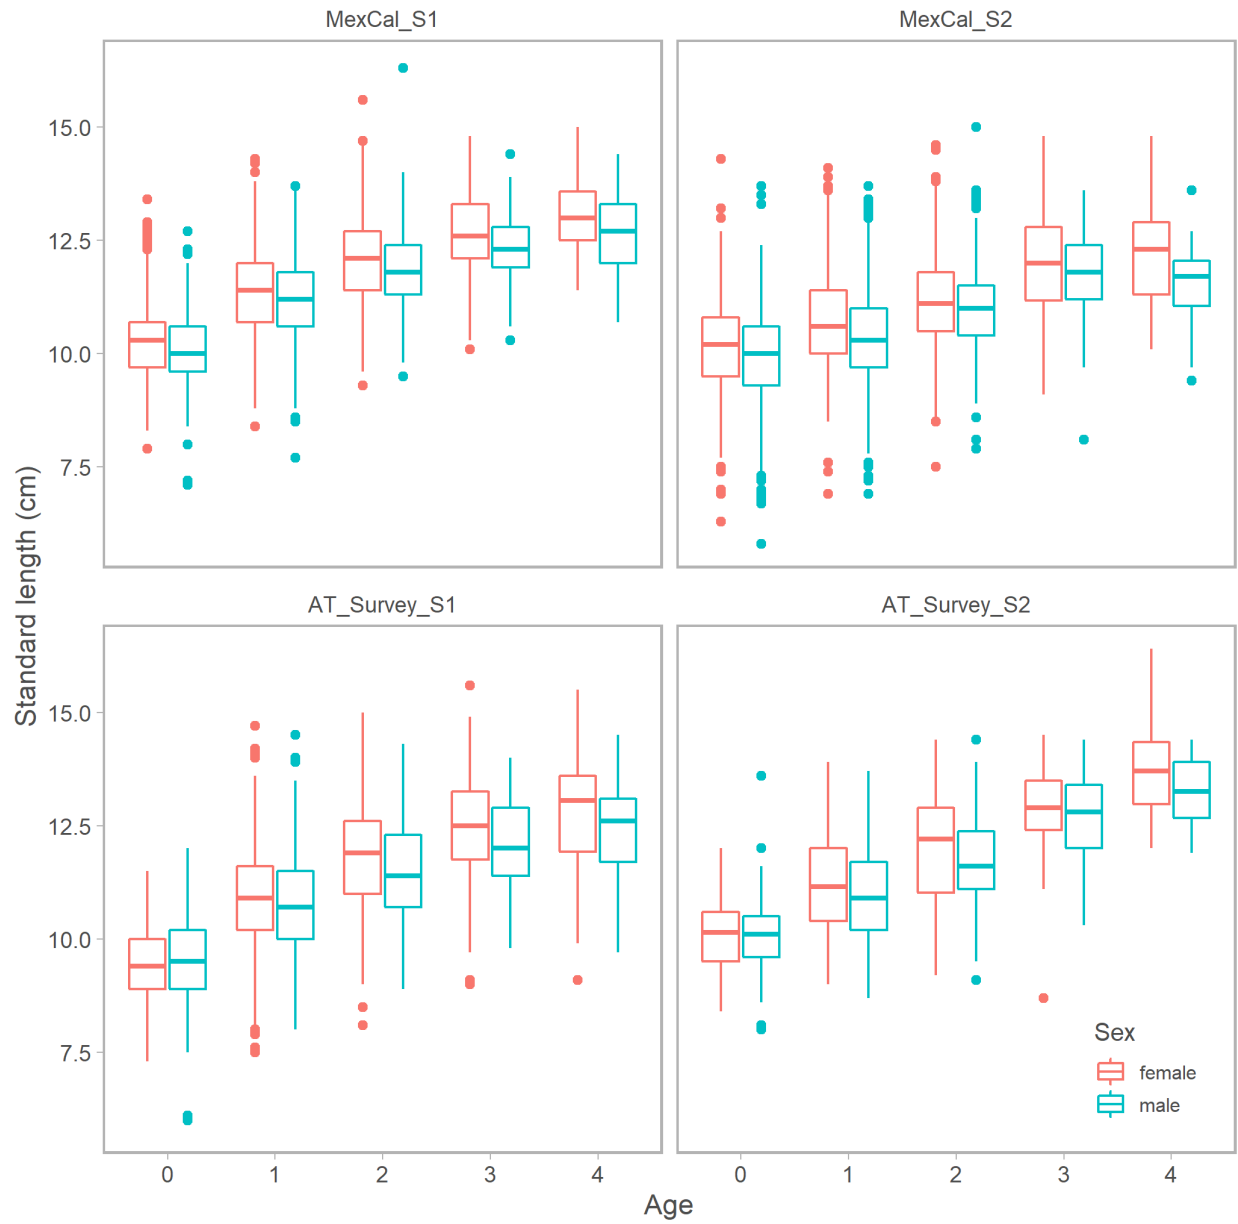 MexCal_S1
MexCal_S2
15.0
12.5
10.0
7.5
Standard length (cm)
AT_Survey_S1
AT_Survey_S2
15.0
12.5
10.0
7.5
Sex
female
male
0 1 2 3 4
0 1 2 3 4
Age